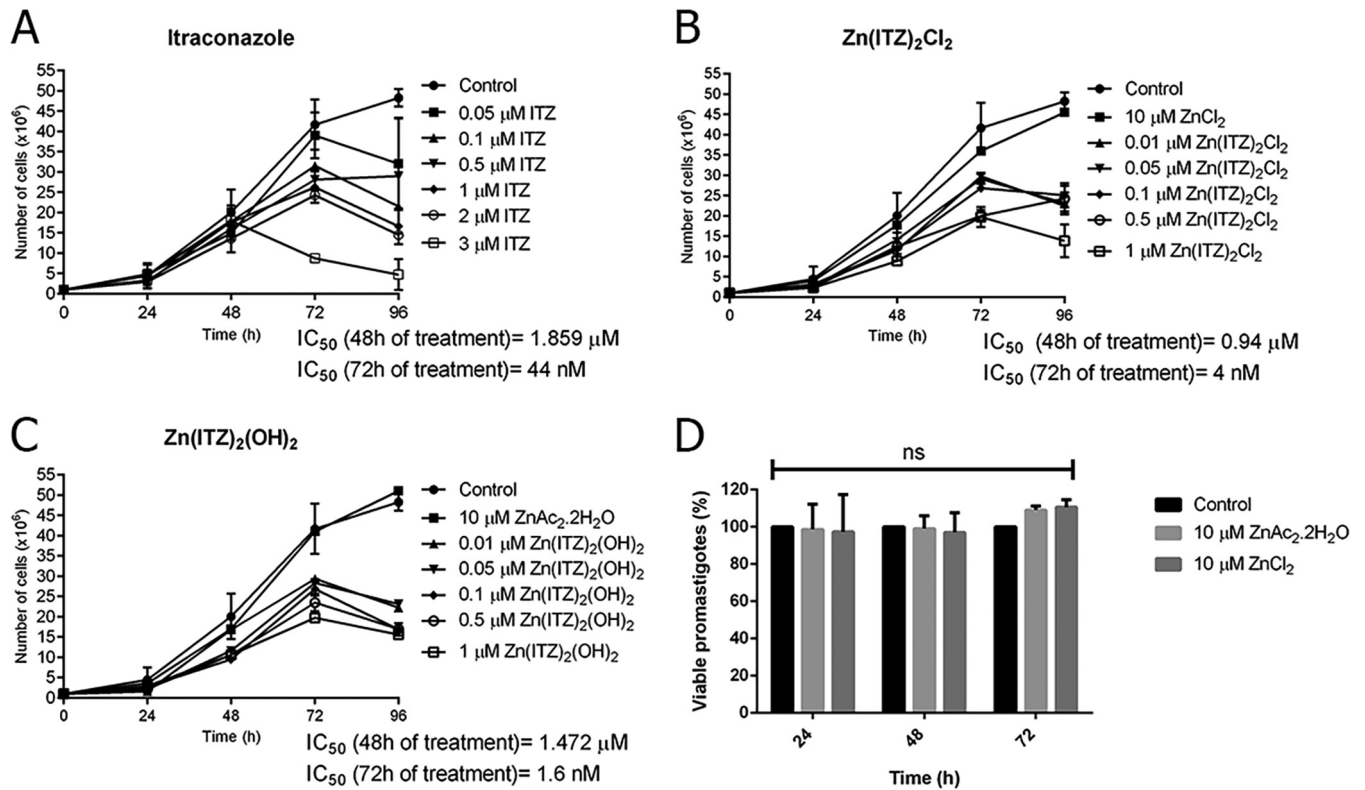 A
Itraconazole
Number of cells (x10⁶)
55
50
45
40
35
30
25
20
15
10
5
0
0 24 48 72 96
Time (h)
Control
0.05 µM ITZ
0.1 µM ITZ
0.5 µM ITZ
1 µM ITZ
2 µM ITZ
3 µM ITZ
IC₅₀ (48h of treatment)= 1.859 µM
IC₅₀ (72h of treatment)= 44 nM
B
Zn(ITZ)₂Cl₂
Number of cells (x10⁶)
55
50
45
40
35
30
25
20
15
10
5
0
0 24 48 72 96
Time (h)
Control
10 µM ZnCl₂
0.01 µM Zn(ITZ)₂Cl₂
0.05 µM Zn(ITZ)₂Cl₂
0.1 µM Zn(ITZ)₂Cl₂
0.5 µM Zn(ITZ)₂Cl₂
1 µM Zn(ITZ)₂Cl₂
IC₅₀ (48h of treatment)= 0.94 µM
IC₅₀ (72h of treatment)= 4 nM
C
Zn(ITZ)₂(OH)₂
Number of cells (x10⁶)
55
50
45
40
35
30
25
20
15
10
5
0
0 24 48 72 96
Time (h)
Control
10 µM ZnAc₂.2H₂O
0.01 µM Zn(ITZ)₂(OH)₂
0.05 µM Zn(ITZ)₂(OH)₂
0.1 µM Zn(ITZ)₂(OH)₂
0.5 µM Zn(ITZ)₂(OH)₂
1 µM Zn(ITZ)₂(OH)₂
IC₅₀ (48h of treatment)= 1.472 µM
IC₅₀ (72h of treatment)= 1.6 nM
D
ns
Viable promastigotes (%)
120
100
80
60
40
20
0
24 48 72
Time (h)
Control
10 µM ZnAc₂.2H₂O
10 µM ZnCl₂